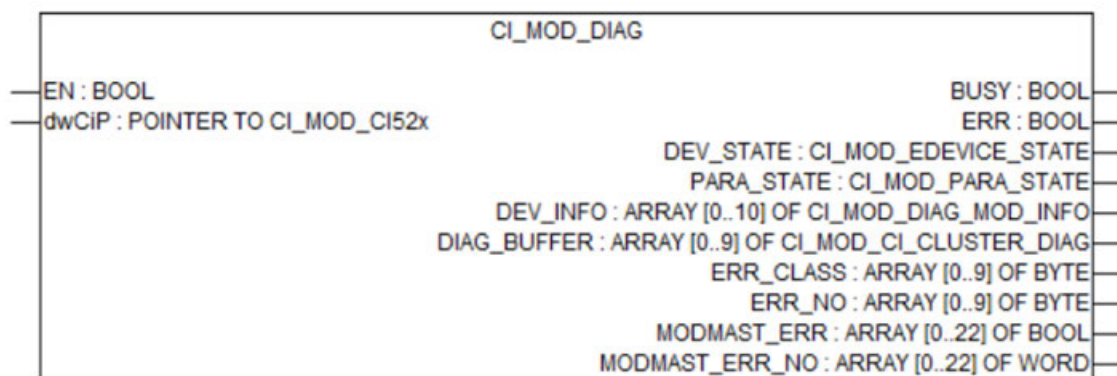 CI_MOD_DIAG
EN : BOOL BUSY : BOOL
dwCiP : POINTER TO CI_MOD_CI52x ERR : BOOL
DEV_STATE : CI_MOD_EDEVICE_STATE
PARA_STATE : CI_MOD_PARA_STATE
DEV_INFO : ARRAY [0..10] OF CI_MOD_DIAG_MOD_INFO
DIAG_BUFFER : ARRAY [0..9] OF CI_MOD_CI_CLUSTER_DIAG
ERR_CLASS : ARRAY [0..9] OF BYTE
ERR_NO : ARRAY [0..9] OF BYTE
MODMAST_ERR : ARRAY [0..22] OF BOOL
MODMAST_ERR_NO : ARRAY [0..22] OF WORD